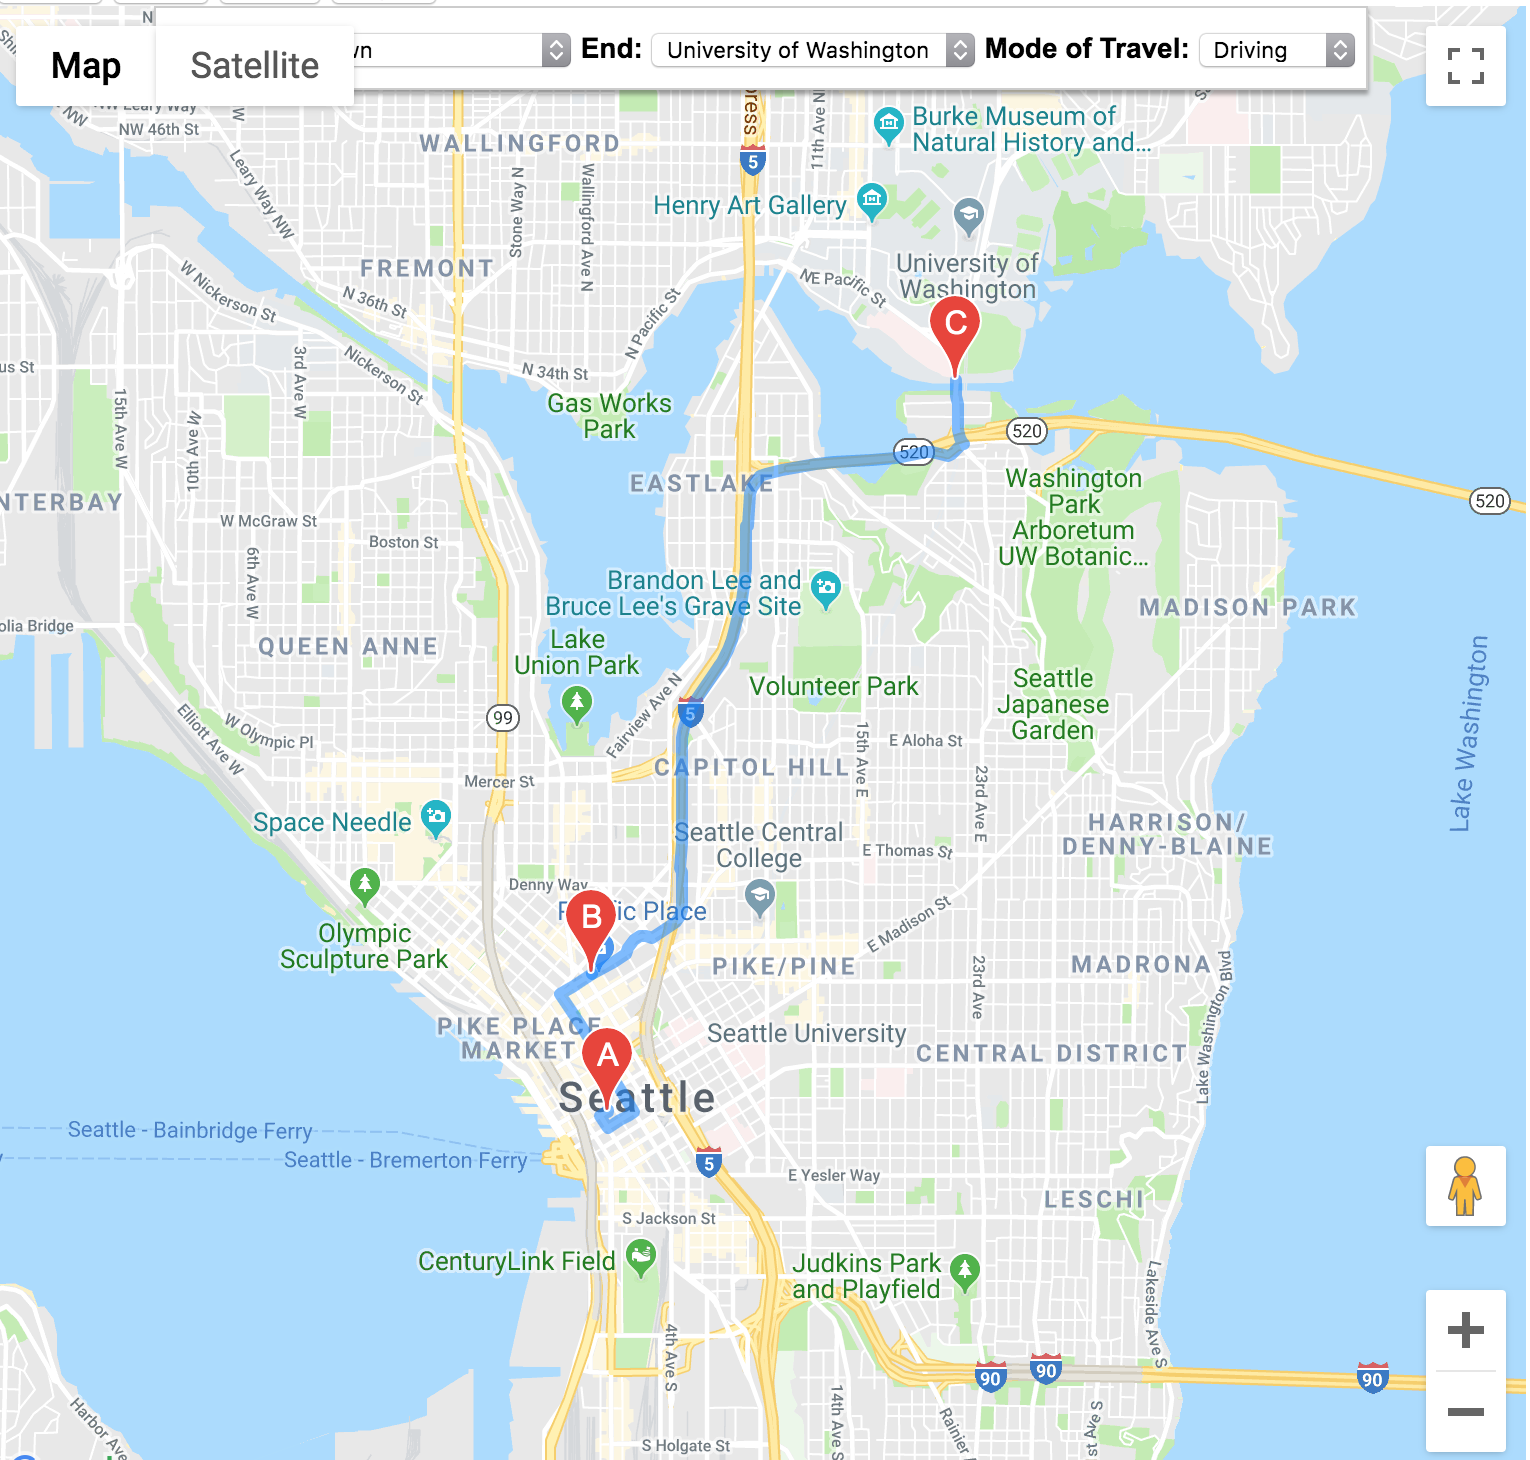 Map
Satellite
wn
End:
University of Washington
Mode of Travel:
Driving
NW Leary Way
NW 46th St
NW
WALLINGFORD
ress
5
11th Ave N
Burke Museum of
Natural History and...
Henry Art Gallery
Leary Way NW
Stone Way N
Wallingford Ave N
FREMONT
University of
Washington
NE Pacific St
W Nickerson St
N 36th St
N Pacific St
C
us St
3rd Ave W
Nickerson St
N 34th St
Gas Works
Park
15th Ave W
10th Ave W
520
520
EASTLAKE
Washington
Park
Arboretum
UW Botanic...
520
NTERBAY
W McGraw St
Boston St
6th Ave W
Brandon Lee and
Bruce Lee's Grave Site
MADISON PARK
olia Bridge
QUEEN ANNE
Lake
Union Park
Volunteer Park
Seattle
Japanese
Garden
Lake Washington
Elliott Ave W
W Olympic Pl
99
Fairview Ave N
5
15th Ave E
E Aloha St
CAPITOL HILL
Mercer St
23rd Ave E
Space Needle
Seattle Central
College
E Thomas St
HARRISON/
DENNY-BLAINE
Denny Way
B
fic Place
Olympic
Sculpture Park
E Madison St
PIKE/PINE
23rd Ave
MADRONA
Lake Washington Blvd
PIKE PLACE
MARKET
A
Seattle University
CENTRAL DISTRICT
Seattle
Seattle - Bainbridge Ferry
Seattle - Bremerton Ferry
5
E Yesler Way
LESCHI
S Jackson St
CenturyLink Field
Judkins Park
and Playfield
Lakeside Ave S
4th Ave S
90
90
90
14th Ave S
Rainier
1st Ave S
Harbor Ave
S Holgate St